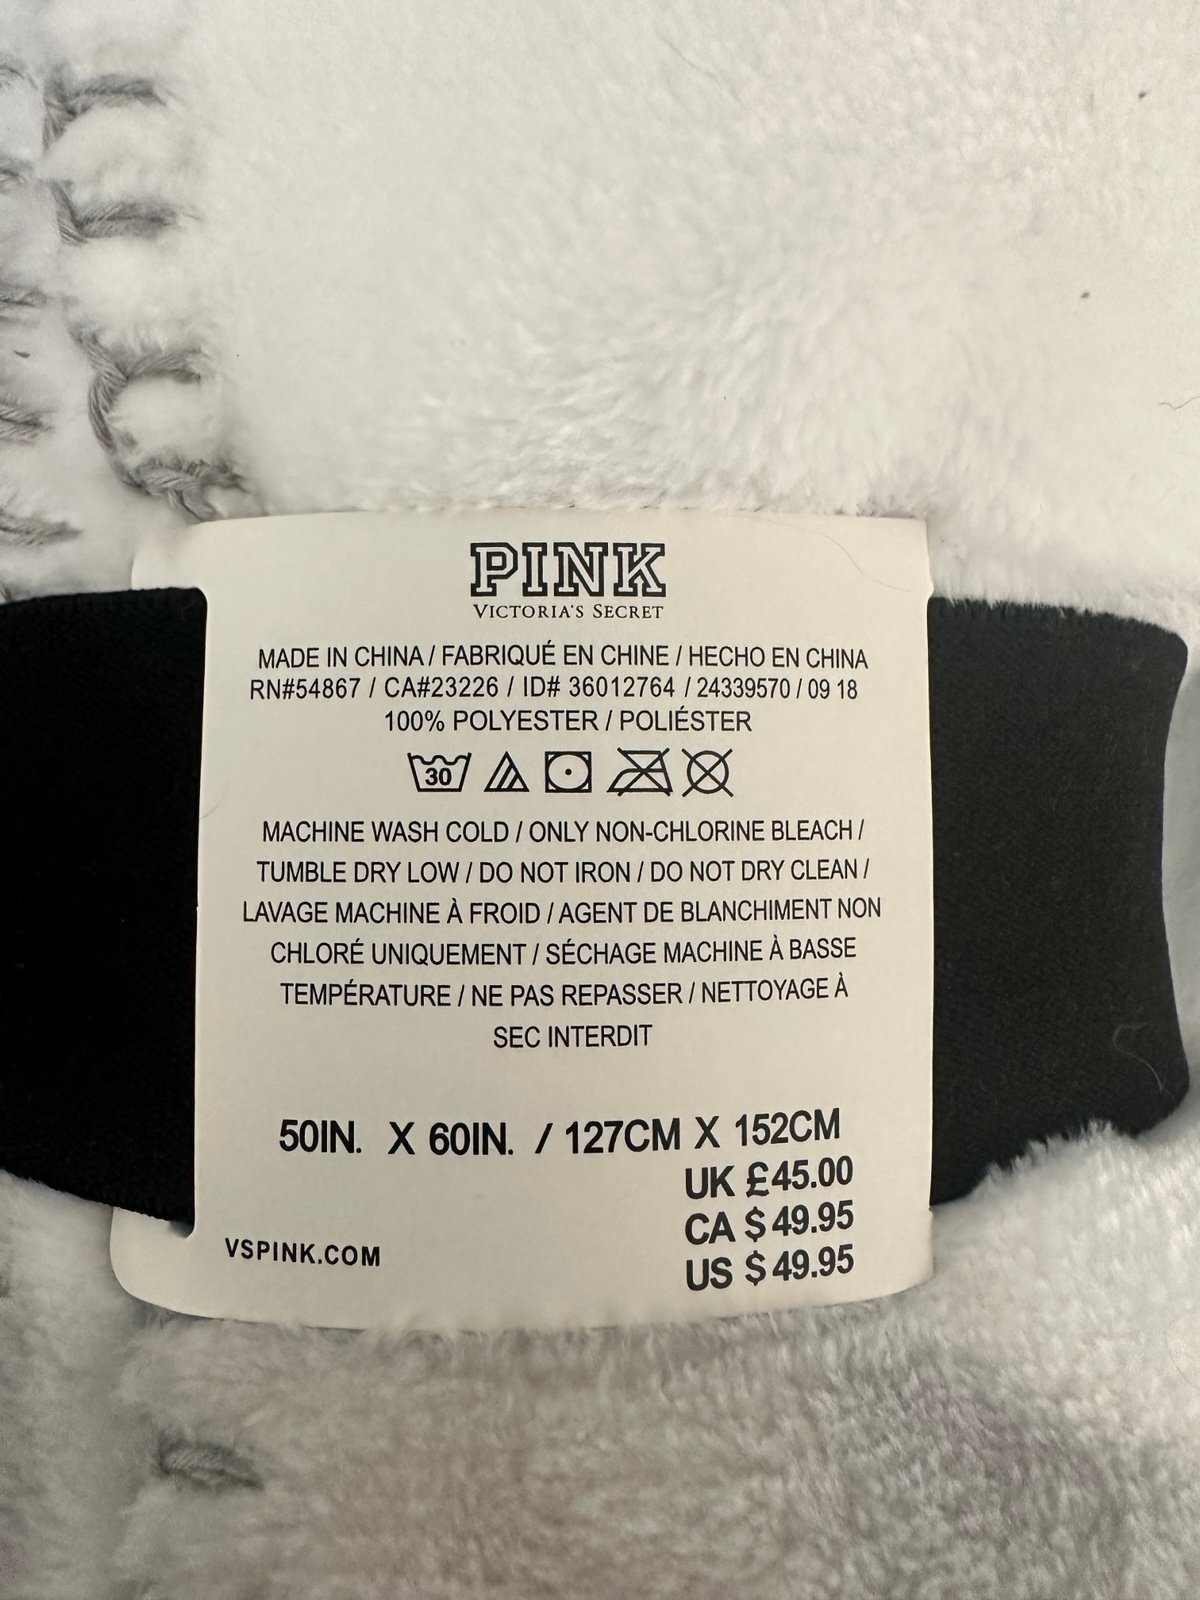 PINK
VICTORIA'S SECRET
MADE IN CHINA / FABRIQUÉ EN CHINE / HECHO EN CHINA
RN#54867 / CA#23226 / ID# 36012764 / 24339570 / 09 18
100% POLYESTER / POLIÉSTER
30
MACHINE WASH COLD / ONLY NON-CHLORINE BLEACH /
TUMBLE DRY LOW / DO NOT IRON / DO NOT DRY CLEAN /
LAVAGE MACHINE À FROID / AGENT DE BLANCHIMENT NON
CHLORÉ UNIQUEMENT / SÉCHAGE MACHINE À BASSE
TEMPÉRATURE / NE PAS REPASSER / NETTOYAGE À
SEC INTERDIT
50IN. X 60IN. / 127CM X 152CM
UK £45.00
CA $49.95
US $49.95
VSPINK.COM